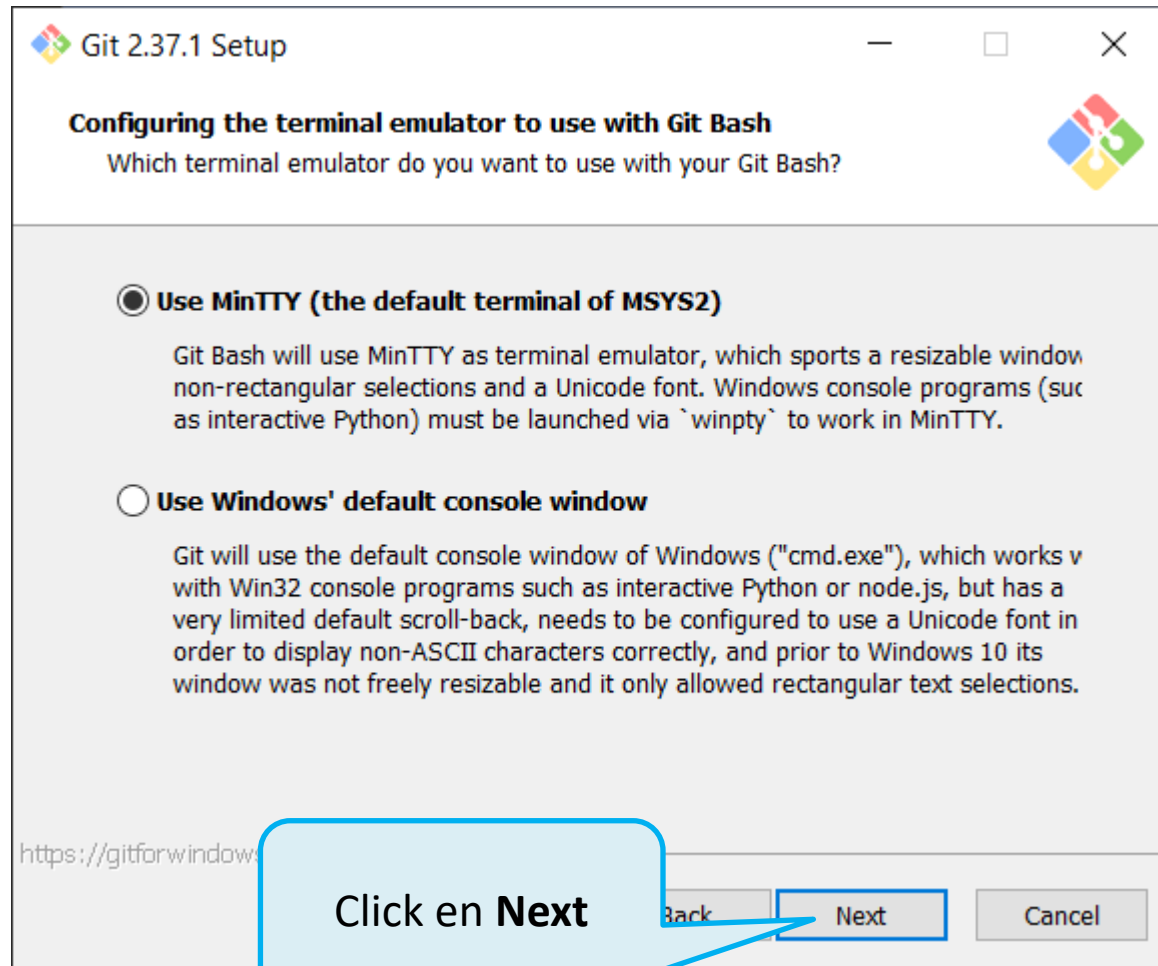 Git 2.37.1 Setup
Configuring the terminal emulator to use with Git Bash
Which terminal emulator do you want to use with your Git Bash?
Use MinTTY (the default terminal of MSYS2)
Git Bash will use MinTTY as terminal emulator, which sports a resizable window
non-rectangular selections and a Unicode font. Windows console programs (suc
as interactive Python) must be launched via `winpty` to work in MinTTY.
Use Windows' default console window
Git will use the default console window of Windows ("cmd.exe"), which works w
with Win32 console programs such as interactive Python or node.js, but has a
very limited default scroll-back, needs to be configured to use a Unicode font in
order to display non-ASCII characters correctly, and prior to Windows 10 its
window was not freely resizable and it only allowed rectangular text selections.
https://gitforwindows
Click en Next
Back Next Cancel